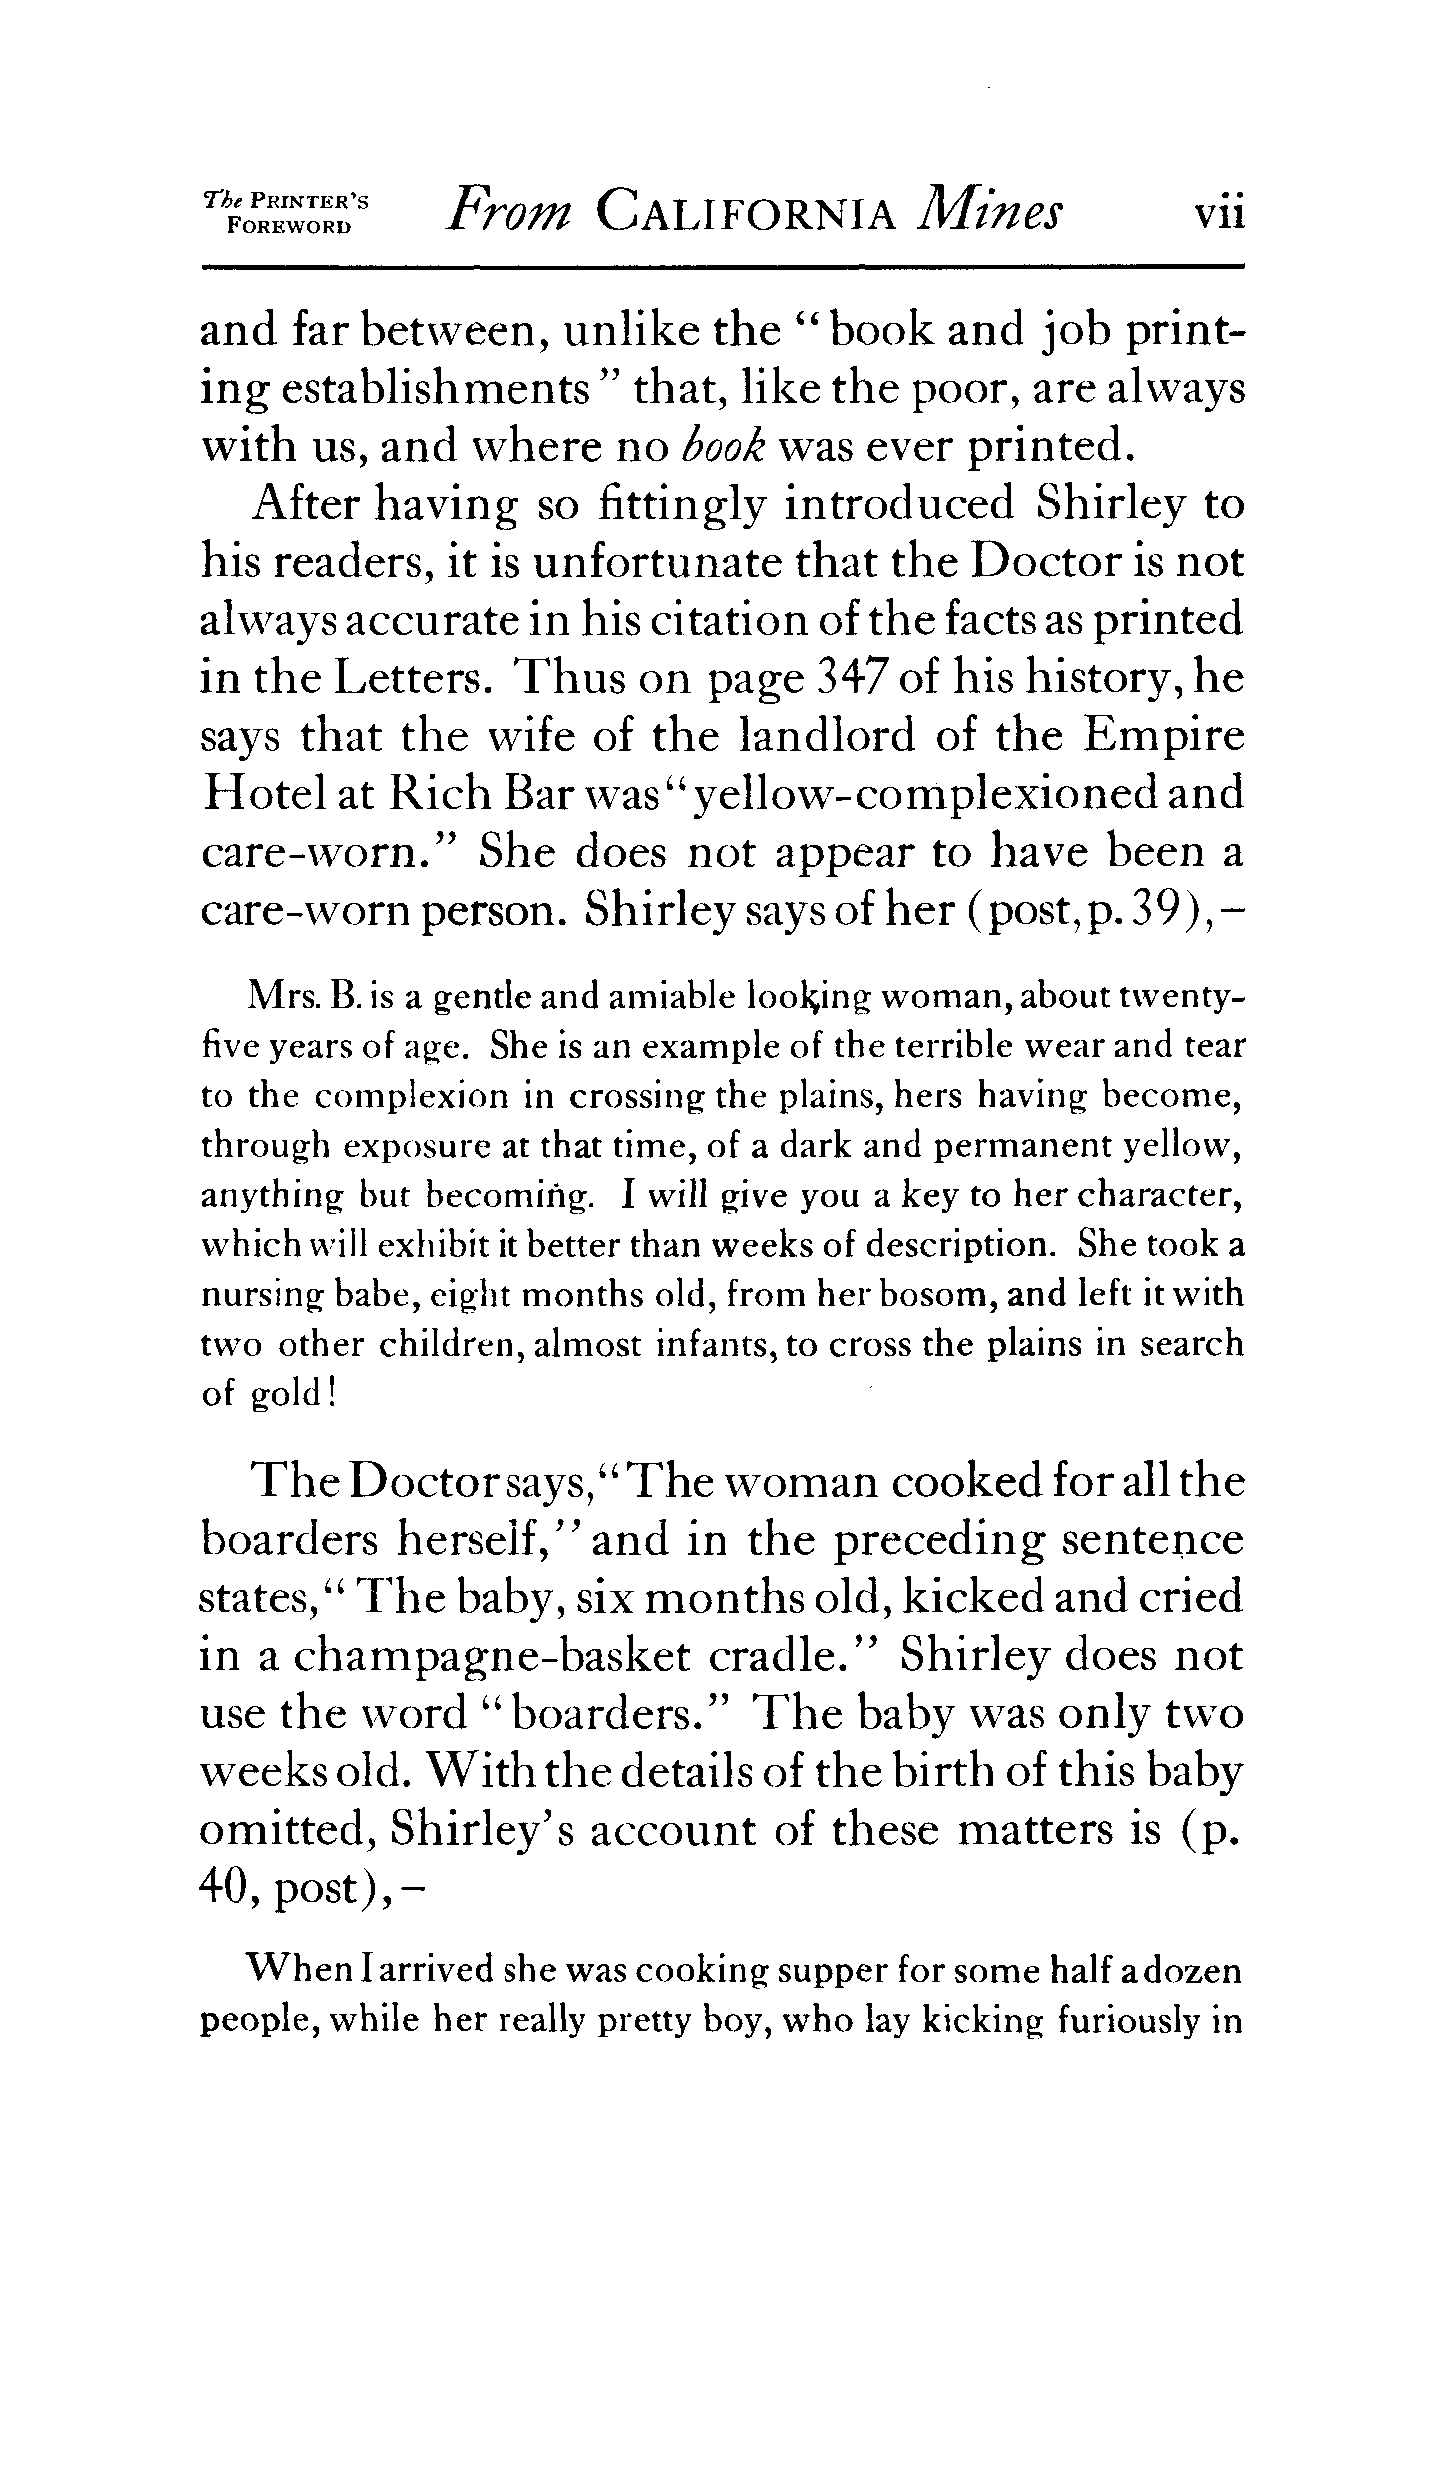 The PRINTER'S FOREWORD From CALIFORNIA Mines vii
and far between, unlike the "book and job print-
ing establishments" that, like the poor, are always
with us, and where no book was ever printed.
After having so fittingly introduced Shirley to
his readers, it is unfortunate that the Doctor is not
always accurate in his citation of the facts as printed
in the Letters. Thus on page 347 of his history, he
says that the wife of the landlord of the Empire
Hotel at Rich Bar was "yellow-complexioned and
care-worn." She does not appear to have been a
care-worn person. Shirley says of her (post, p. 39),–
Mrs. B. is a gentle and amiable looking woman, about twenty-
five years of age. She is an example of the terrible wear and tear
to the complexion in crossing the plains, hers having become,
through exposure at that time, of a dark and permanent yellow,
anything but becoming. I will give you a key to her character,
which will exhibit it better than weeks of description. She took a
nursing babe, eight months old, from her bosom, and left it with
two other children, almost infants, to cross the plains in search
of gold!
The Doctor says, "The woman cooked for all the
boarders herself," and in the preceding sentence
states, "The baby, six months old, kicked and cried
in a champagne-basket cradle." Shirley does not
use the word "boarders." The baby was only two
weeks old. With the details of the birth of this baby
omitted, Shirley's account of these matters is (p.
40, post),–
When I arrived she was cooking supper for some half a dozen
people, while her really pretty boy, who lay kicking furiously in